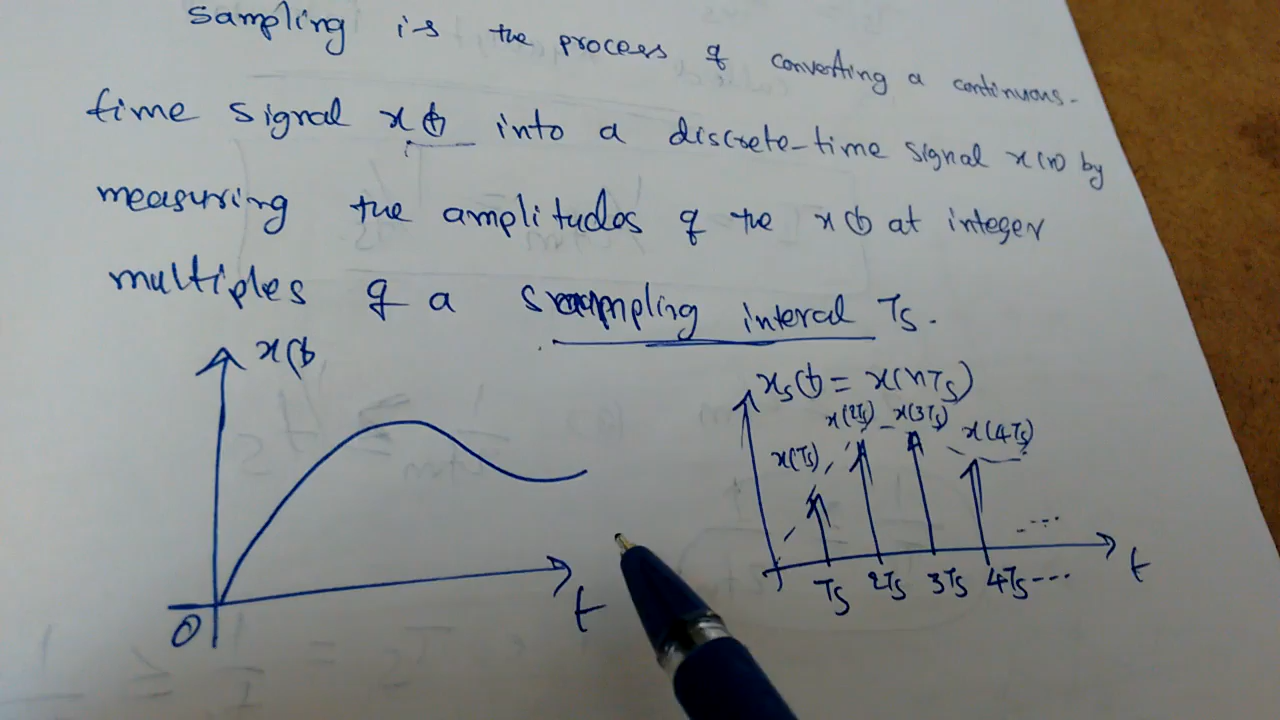 sampling is the process of converting a continuous-
time signal x(t) into a discrete-time signal x(n) by
measuring the amplitudes of the x(t) at integer
multiples of a sampling interval Ts.
x(t)
0
t
xs(t) = x(nTs)
x(Ts), x(2Ts) x(3Ts) x(4Ts)
Ts 2Ts 3Ts 4Ts ...
t